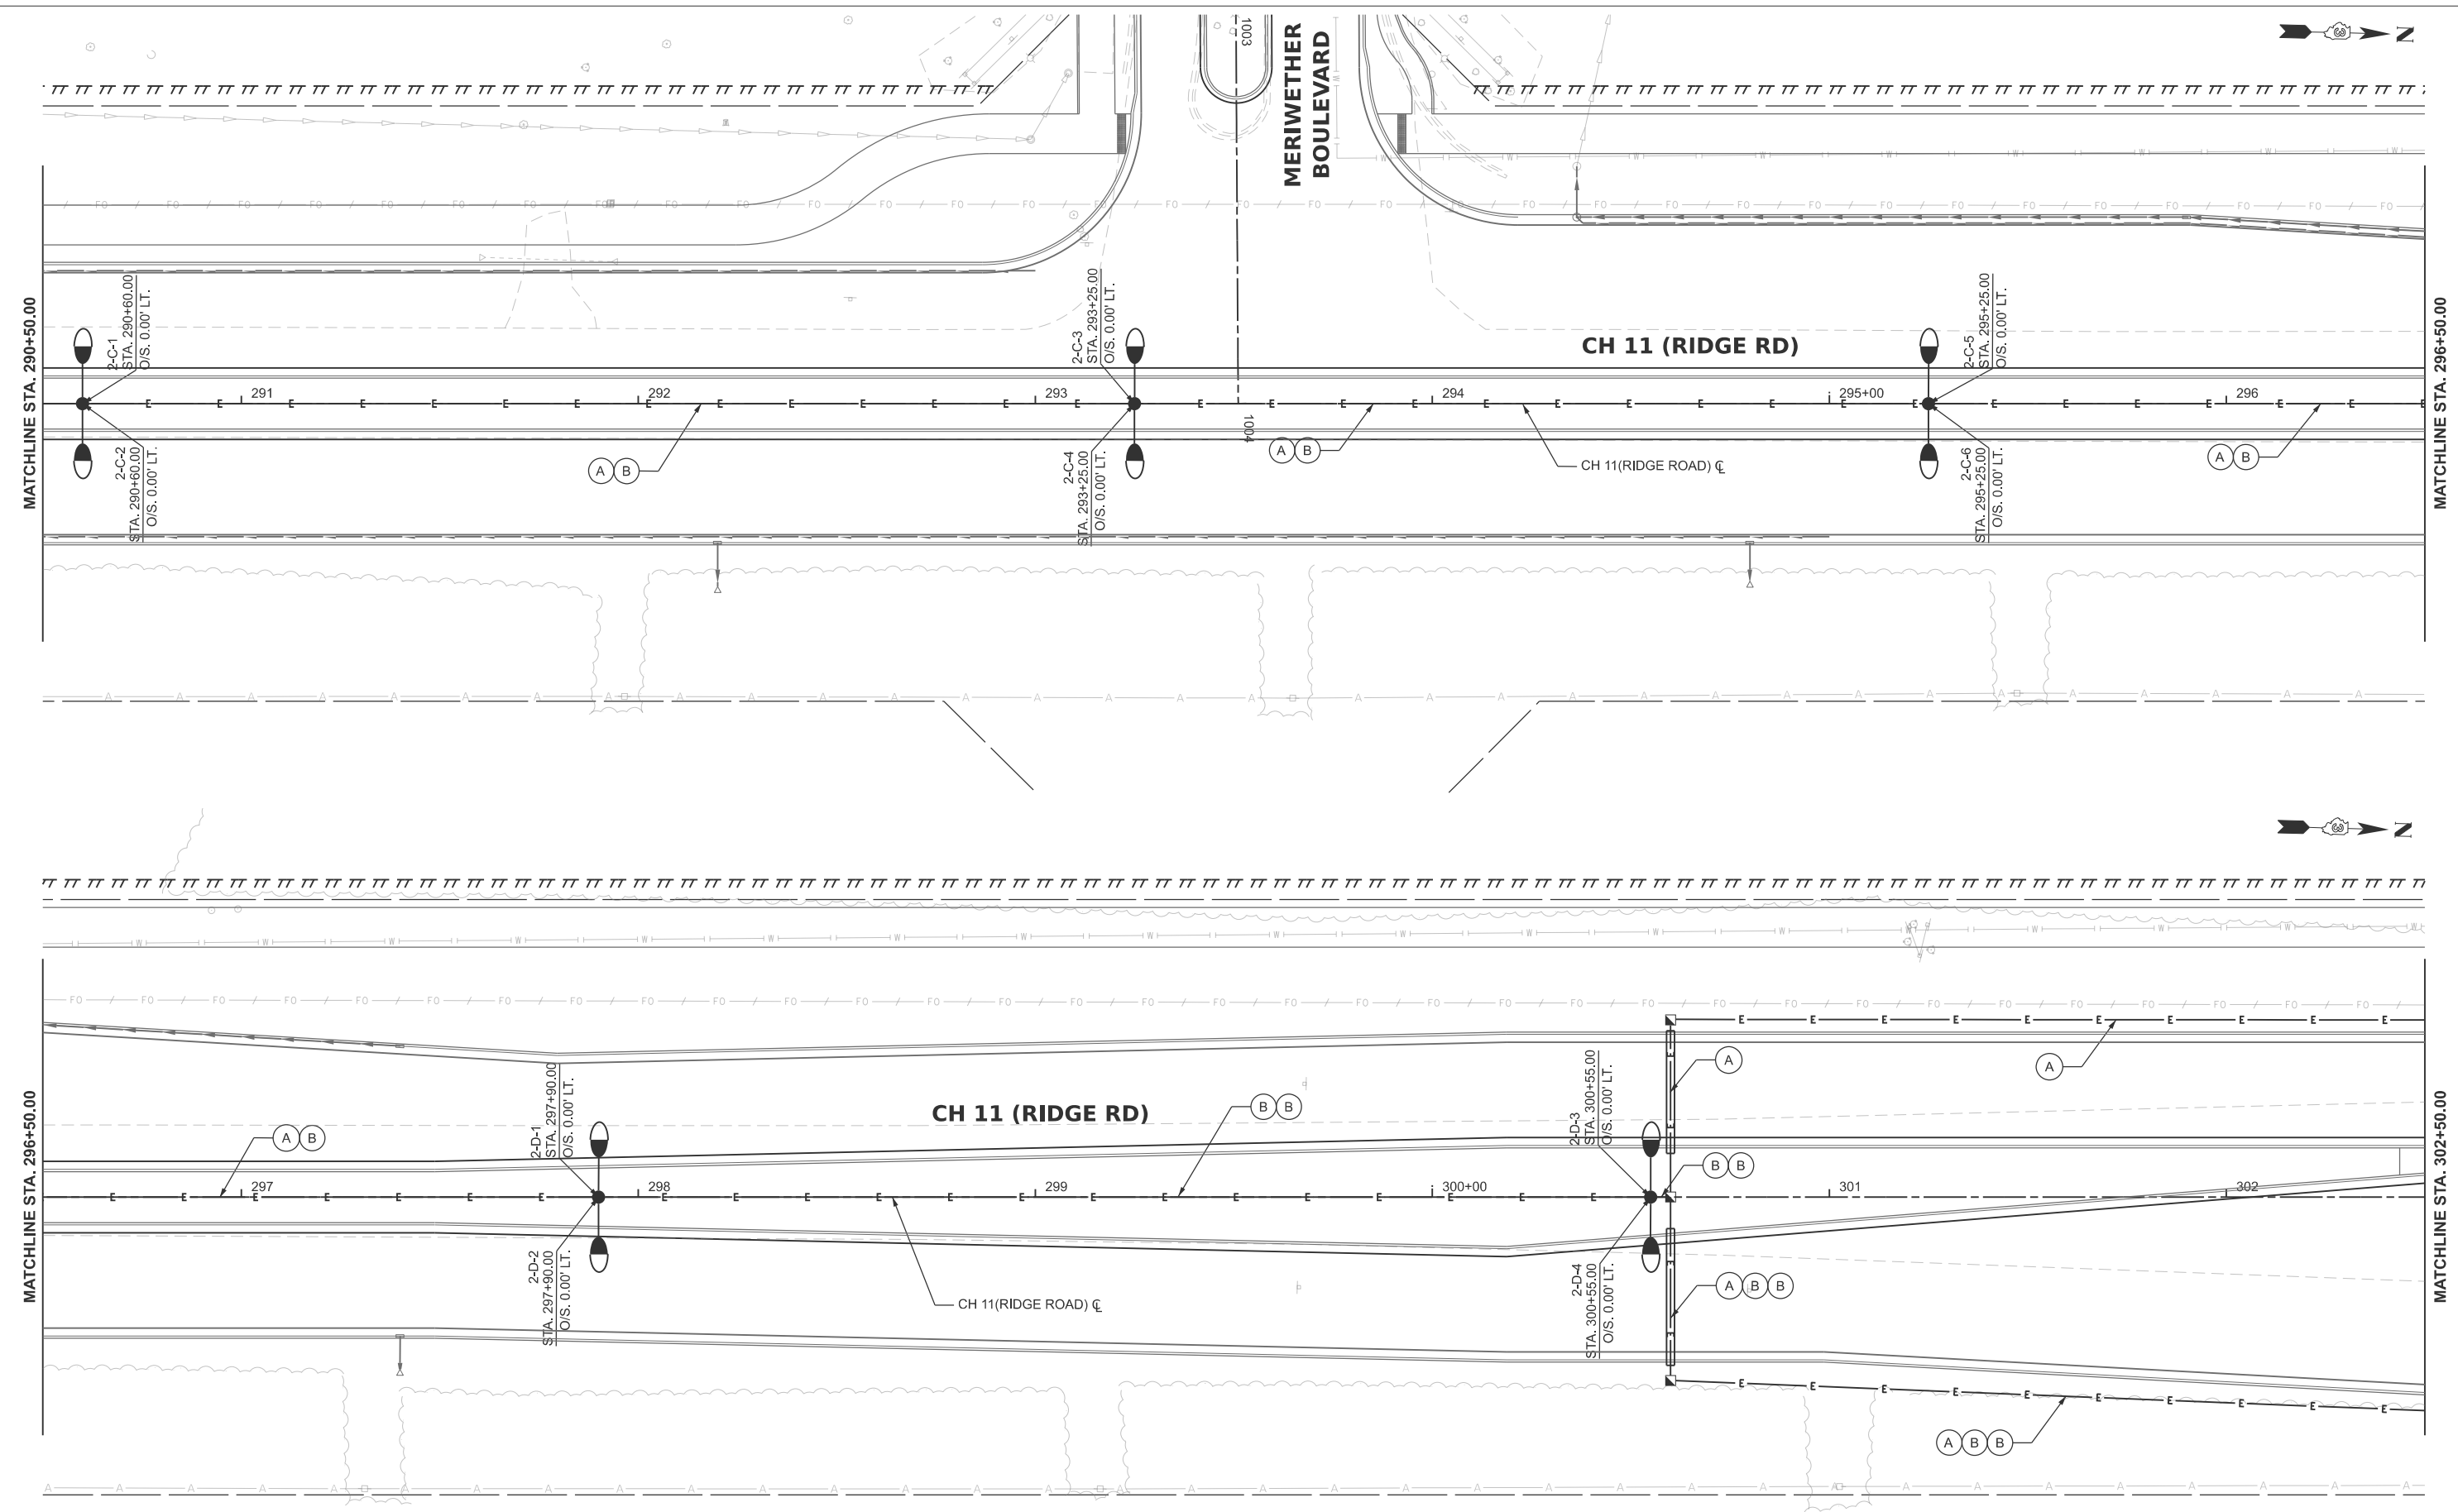 1003
MERIWETHER
BOULEVARD
N
MATCHLINE STA. 290+50.00
2-C-1
STA. 290+60.00
O/S. 0.00' LT.
2-C-3
STA. 293+25.00
O/S. 0.00' LT.
2-C-5
STA. 295+25.00
O/S. 0.00' LT.
CH 11 (RIDGE RD)
291
292
293
294
295+00
296
1004
2-C-2
STA. 290+60.00
O/S. 0.00' LT.
A B
2-C-4
STA. 293+25.00
O/S. 0.00' LT.
A B
CH 11(RIDGE ROAD) ℄
2-C-6
STA. 295+25.00
O/S. 0.00' LT.
A B
MATCHLINE STA. 296+50.00
N
MATCHLINE STA. 296+50.00
A B
2-D-1
STA. 297+90.00
O/S. 0.00' LT.
CH 11 (RIDGE RD)
B B
2-D-3
STA. 300+55.00
O/S. 0.00' LT.
A
A
B B
297
298
299
300+00
301
302
2-D-2
STA. 297+90.00
O/S. 0.00' LT.
CH 11(RIDGE ROAD) ℄
2-D-4
STA. 300+55.00
O/S. 0.00' LT.
A B B
A B B
MATCHLINE STA. 302+50.00